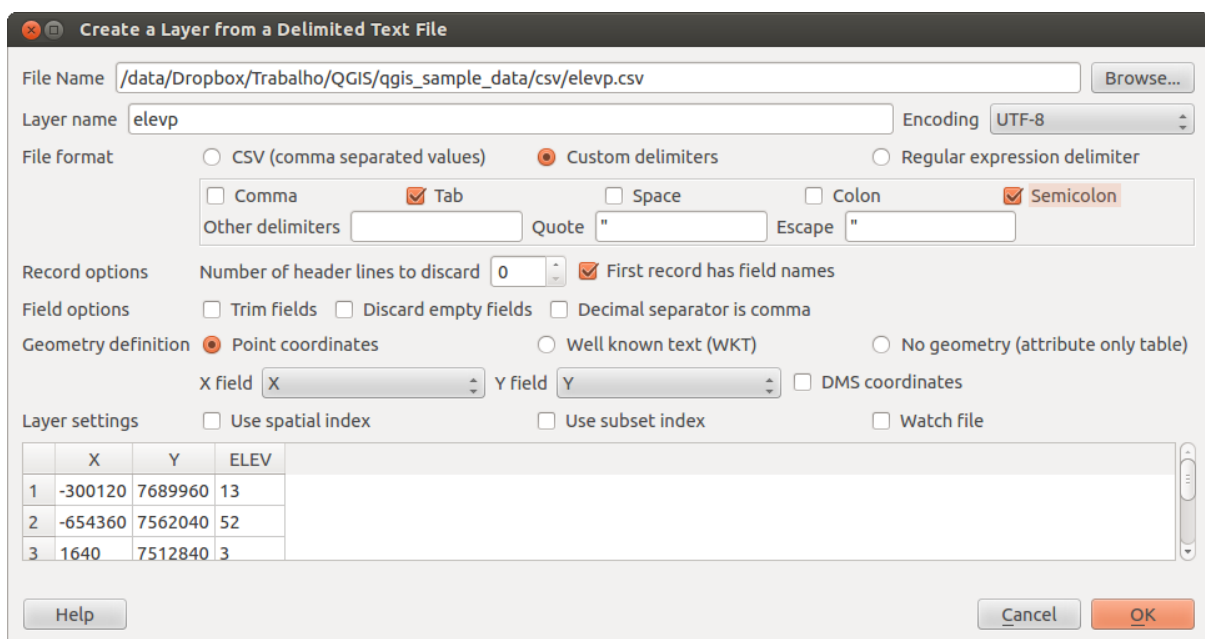 Create a Layer from a Delimited Text File
File Name /data/Dropbox/Trabalho/QGIS/qgis_sample_data/csv/elevp.csv Browse...
Layer name elevp Encoding UTF-8
File format CSV (comma separated values) Custom delimiters Regular expression delimiter
Comma Tab Space Colon Semicolon
Other delimiters Quote " Escape "
Record options Number of header lines to discard 0 First record has field names
Field options Trim fields Discard empty fields Decimal separator is comma
Geometry definition Point coordinates Well known text (WKT) No geometry (attribute only table)
X field X Y field Y DMS coordinates
Layer settings Use spatial index Use subset index Watch file
X Y ELEV
1 -300120 7689960 13
2 -654360 7562040 52
3 1640 7512840 3
Help Cancel OK